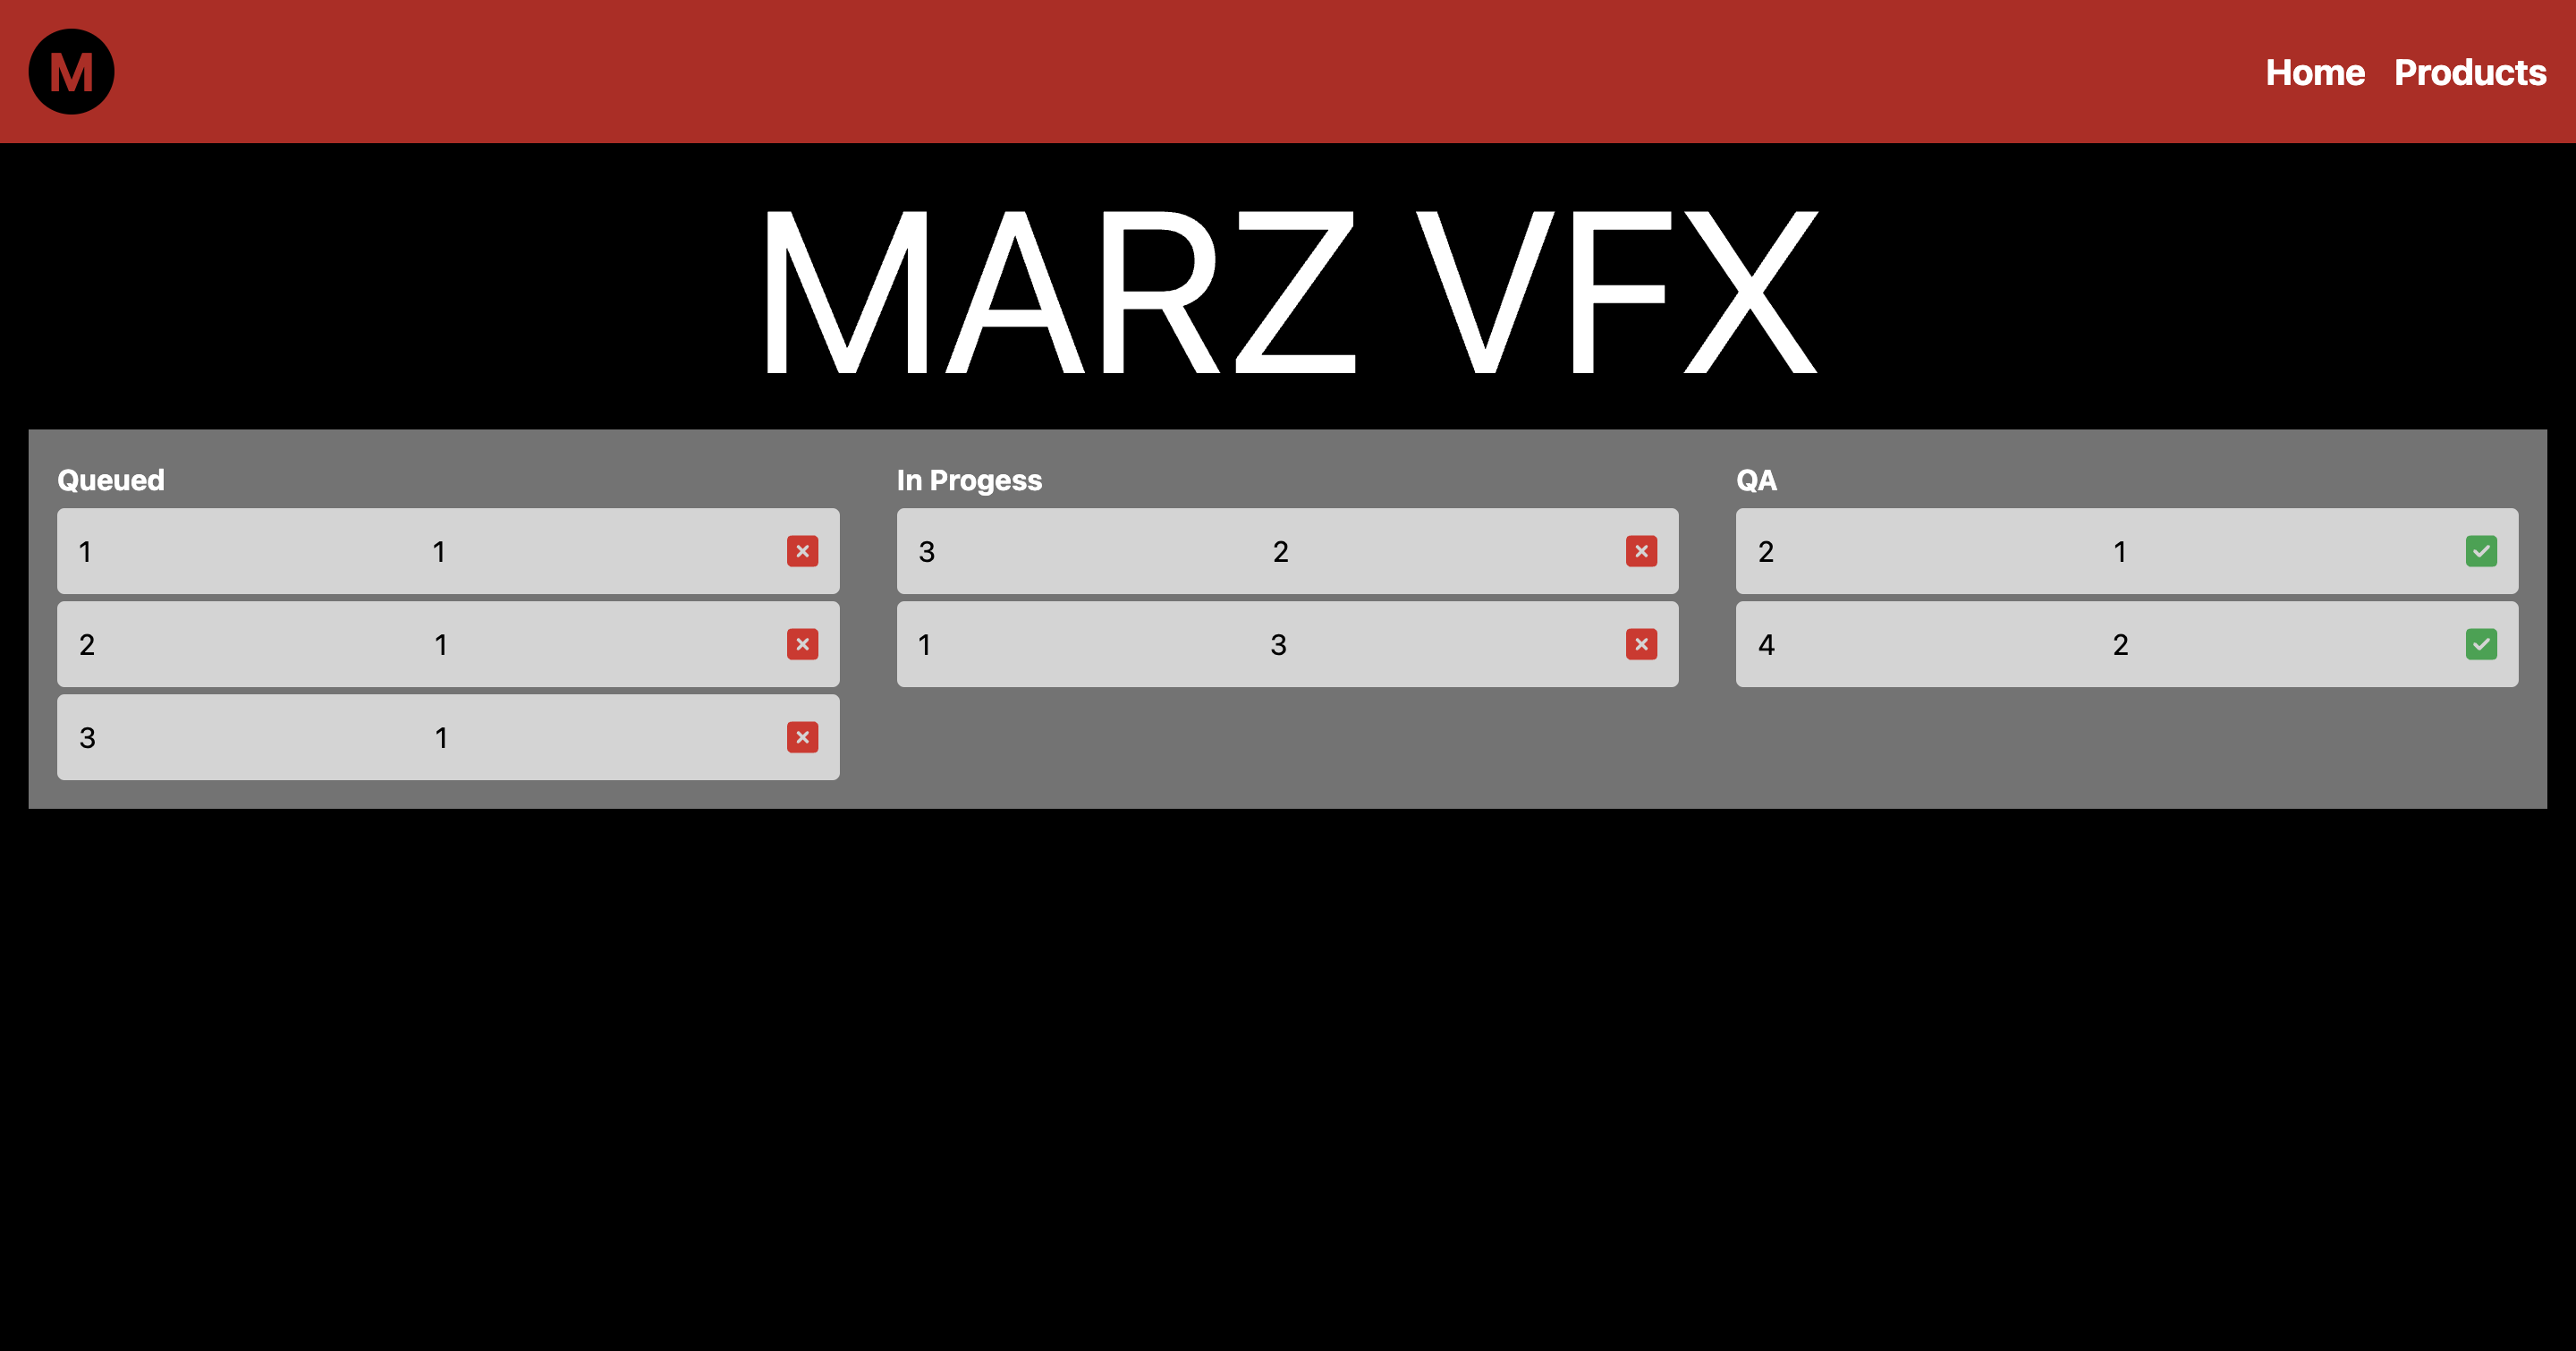 M
Home Products
MARZ VFX
Queued
1 1
2 1
3 1
In Progess
3 2
1 3
QA
2 1
4 2